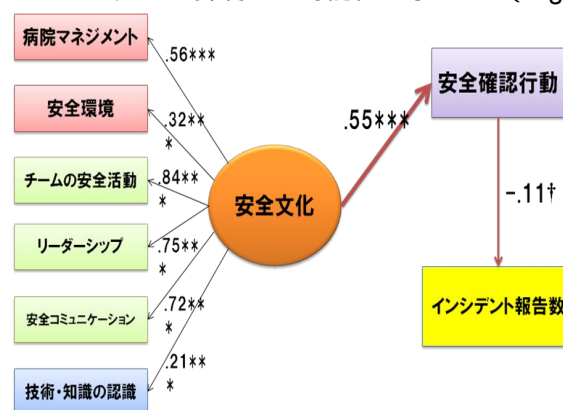 病院マネジメント
.56***
安全環境
.32**
*
チームの安全活動
.84**
*
リーダーシップ
.75**
*
安全コミュニケーション
.72**
*
技術・知識の認識
.21**
*
安全文化
.55***
安全確認行動
-.11†
インシデント報告数